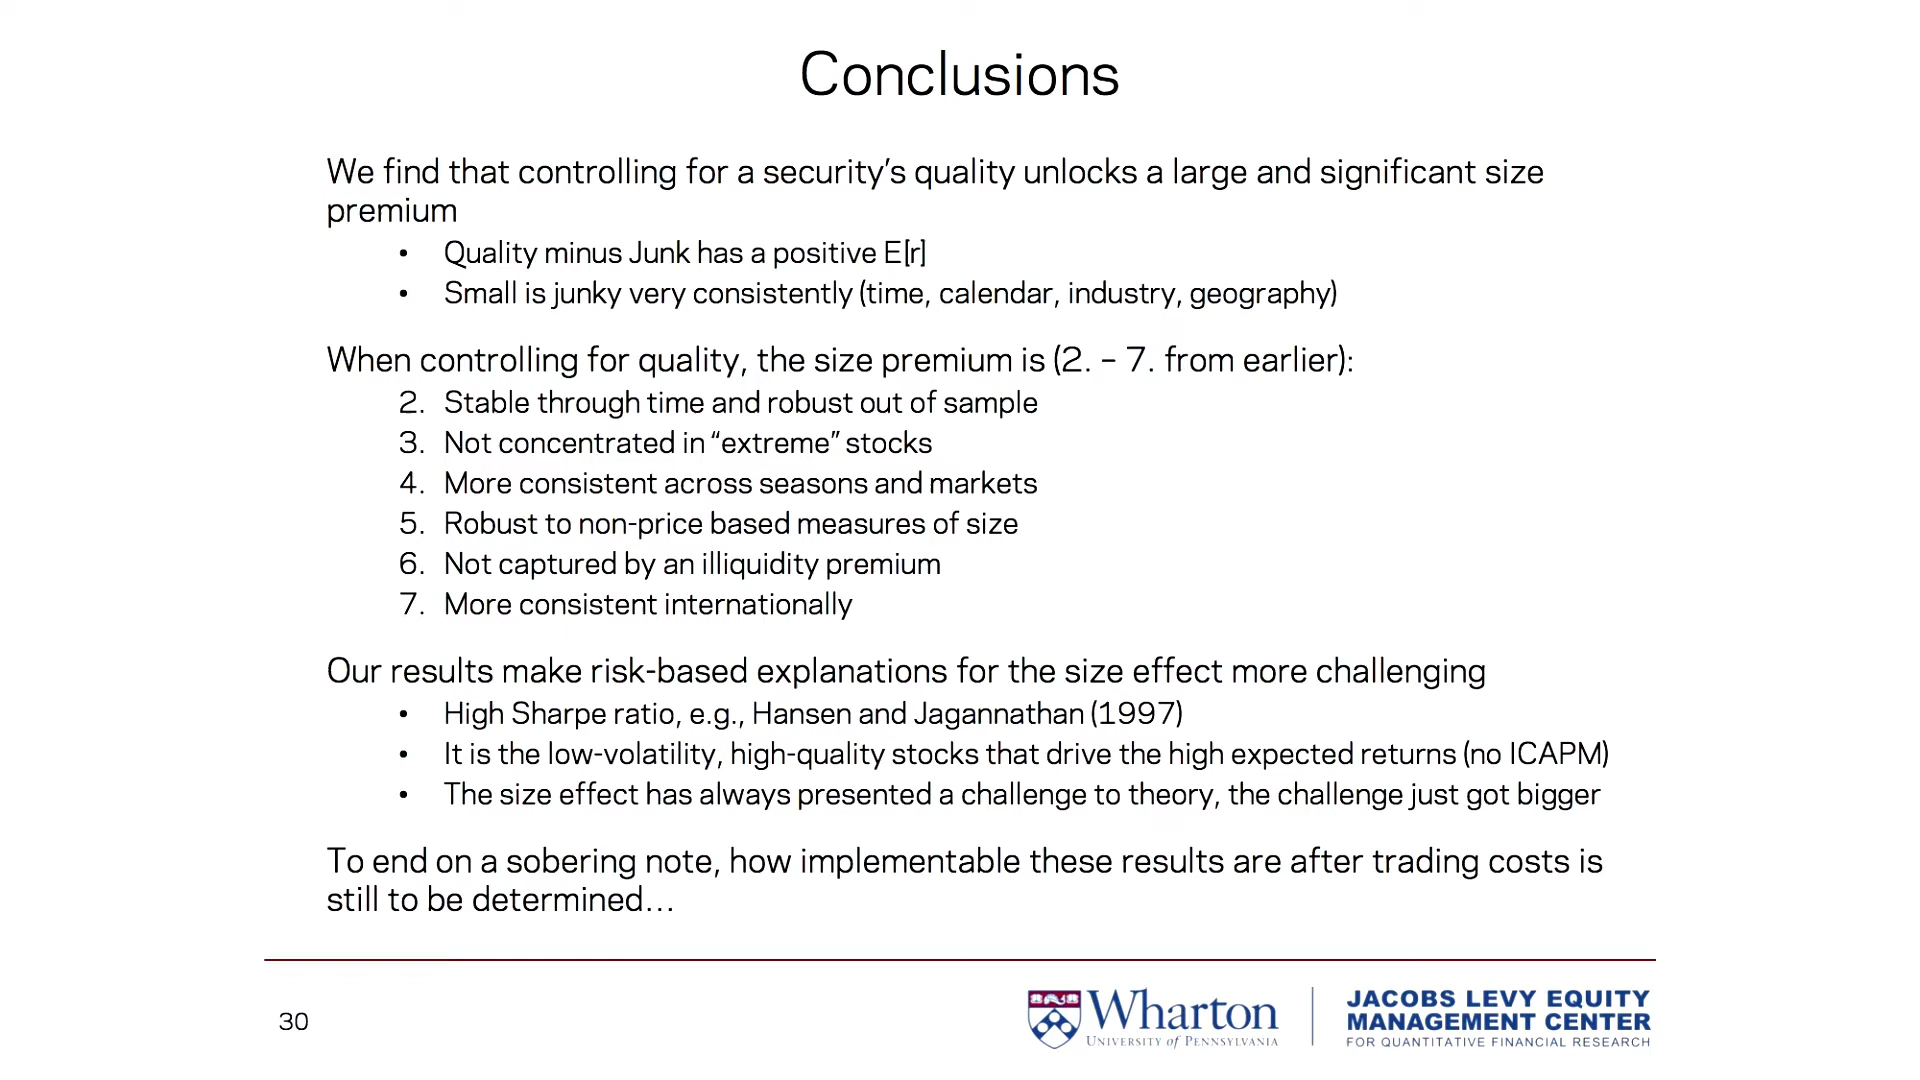 Conclusions
We find that controlling for a security’s quality unlocks a large and significant size
premium
• Quality minus Junk has a positive E[r]
• Small is junky very consistently (time, calendar, industry, geography)
When controlling for quality, the size premium is (2. – 7. from earlier):
2. Stable through time and robust out of sample
3. Not concentrated in “extreme” stocks
4. More consistent across seasons and markets
5. Robust to non-price based measures of size
6. Not captured by an illiquidity premium
7. More consistent internationally
Our results make risk-based explanations for the size effect more challenging
• High Sharpe ratio, e.g., Hansen and Jagannathan (1997)
• It is the low-volatility, high-quality stocks that drive the high expected returns (no ICAPM)
• The size effect has always presented a challenge to theory, the challenge just got bigger
To end on a sobering note, how implementable these results are after trading costs is
still to be determined…
30
Wharton
UNIVERSITY of PENNSYLVANIA
JACOBS LEVY EQUITY
MANAGEMENT CENTER
FOR QUANTITATIVE FINANCIAL RESEARCH